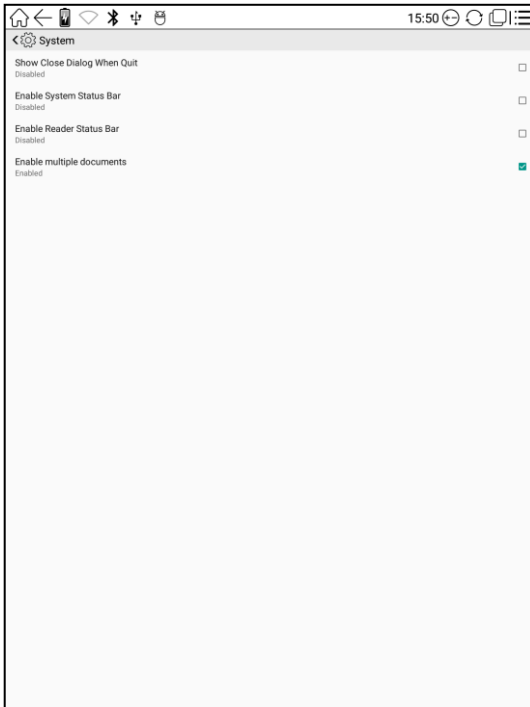 15:50
System
Show Close Dialog When Quit
Disabled
Enable System Status Bar
Disabled
Enable Reader Status Bar
Disabled
Enable multiple documents
Enabled